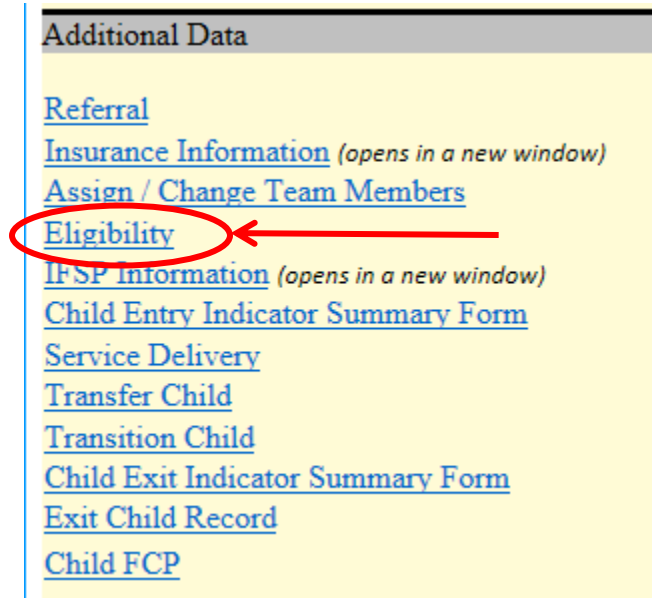 Additional Data
Referral
Insurance Information (opens in a new window)
Assign / Change Team Members
Eligibility
IFSP Information (opens in a new window)
Child Entry Indicator Summary Form
Service Delivery
Transfer Child
Transition Child
Child Exit Indicator Summary Form
Exit Child Record
Child FCP